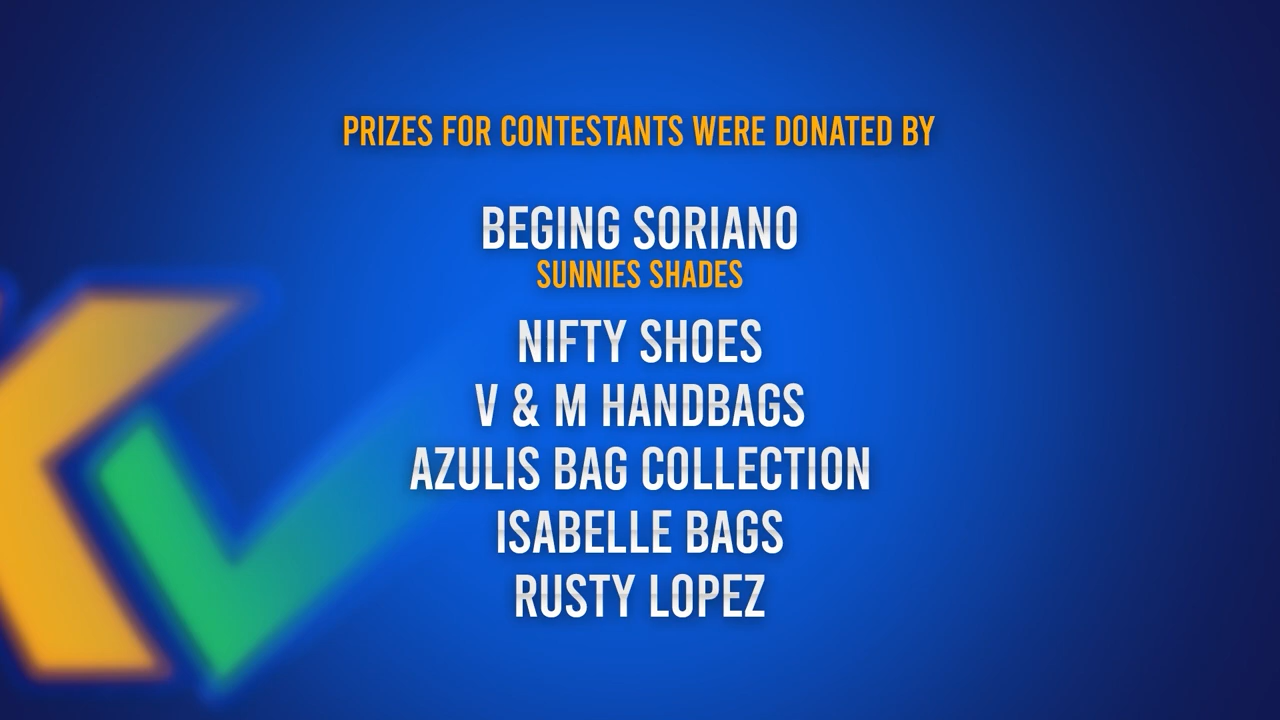 PRIZES FOR CONTESTANTS WERE DONATED BY
BEGING SORIANO
SUNNIES SHADES
NIFTY SHOES
V & M HANDBAGS
AZULIS BAG COLLECTION
ISABELLE BAGS
RUSTY LOPEZ